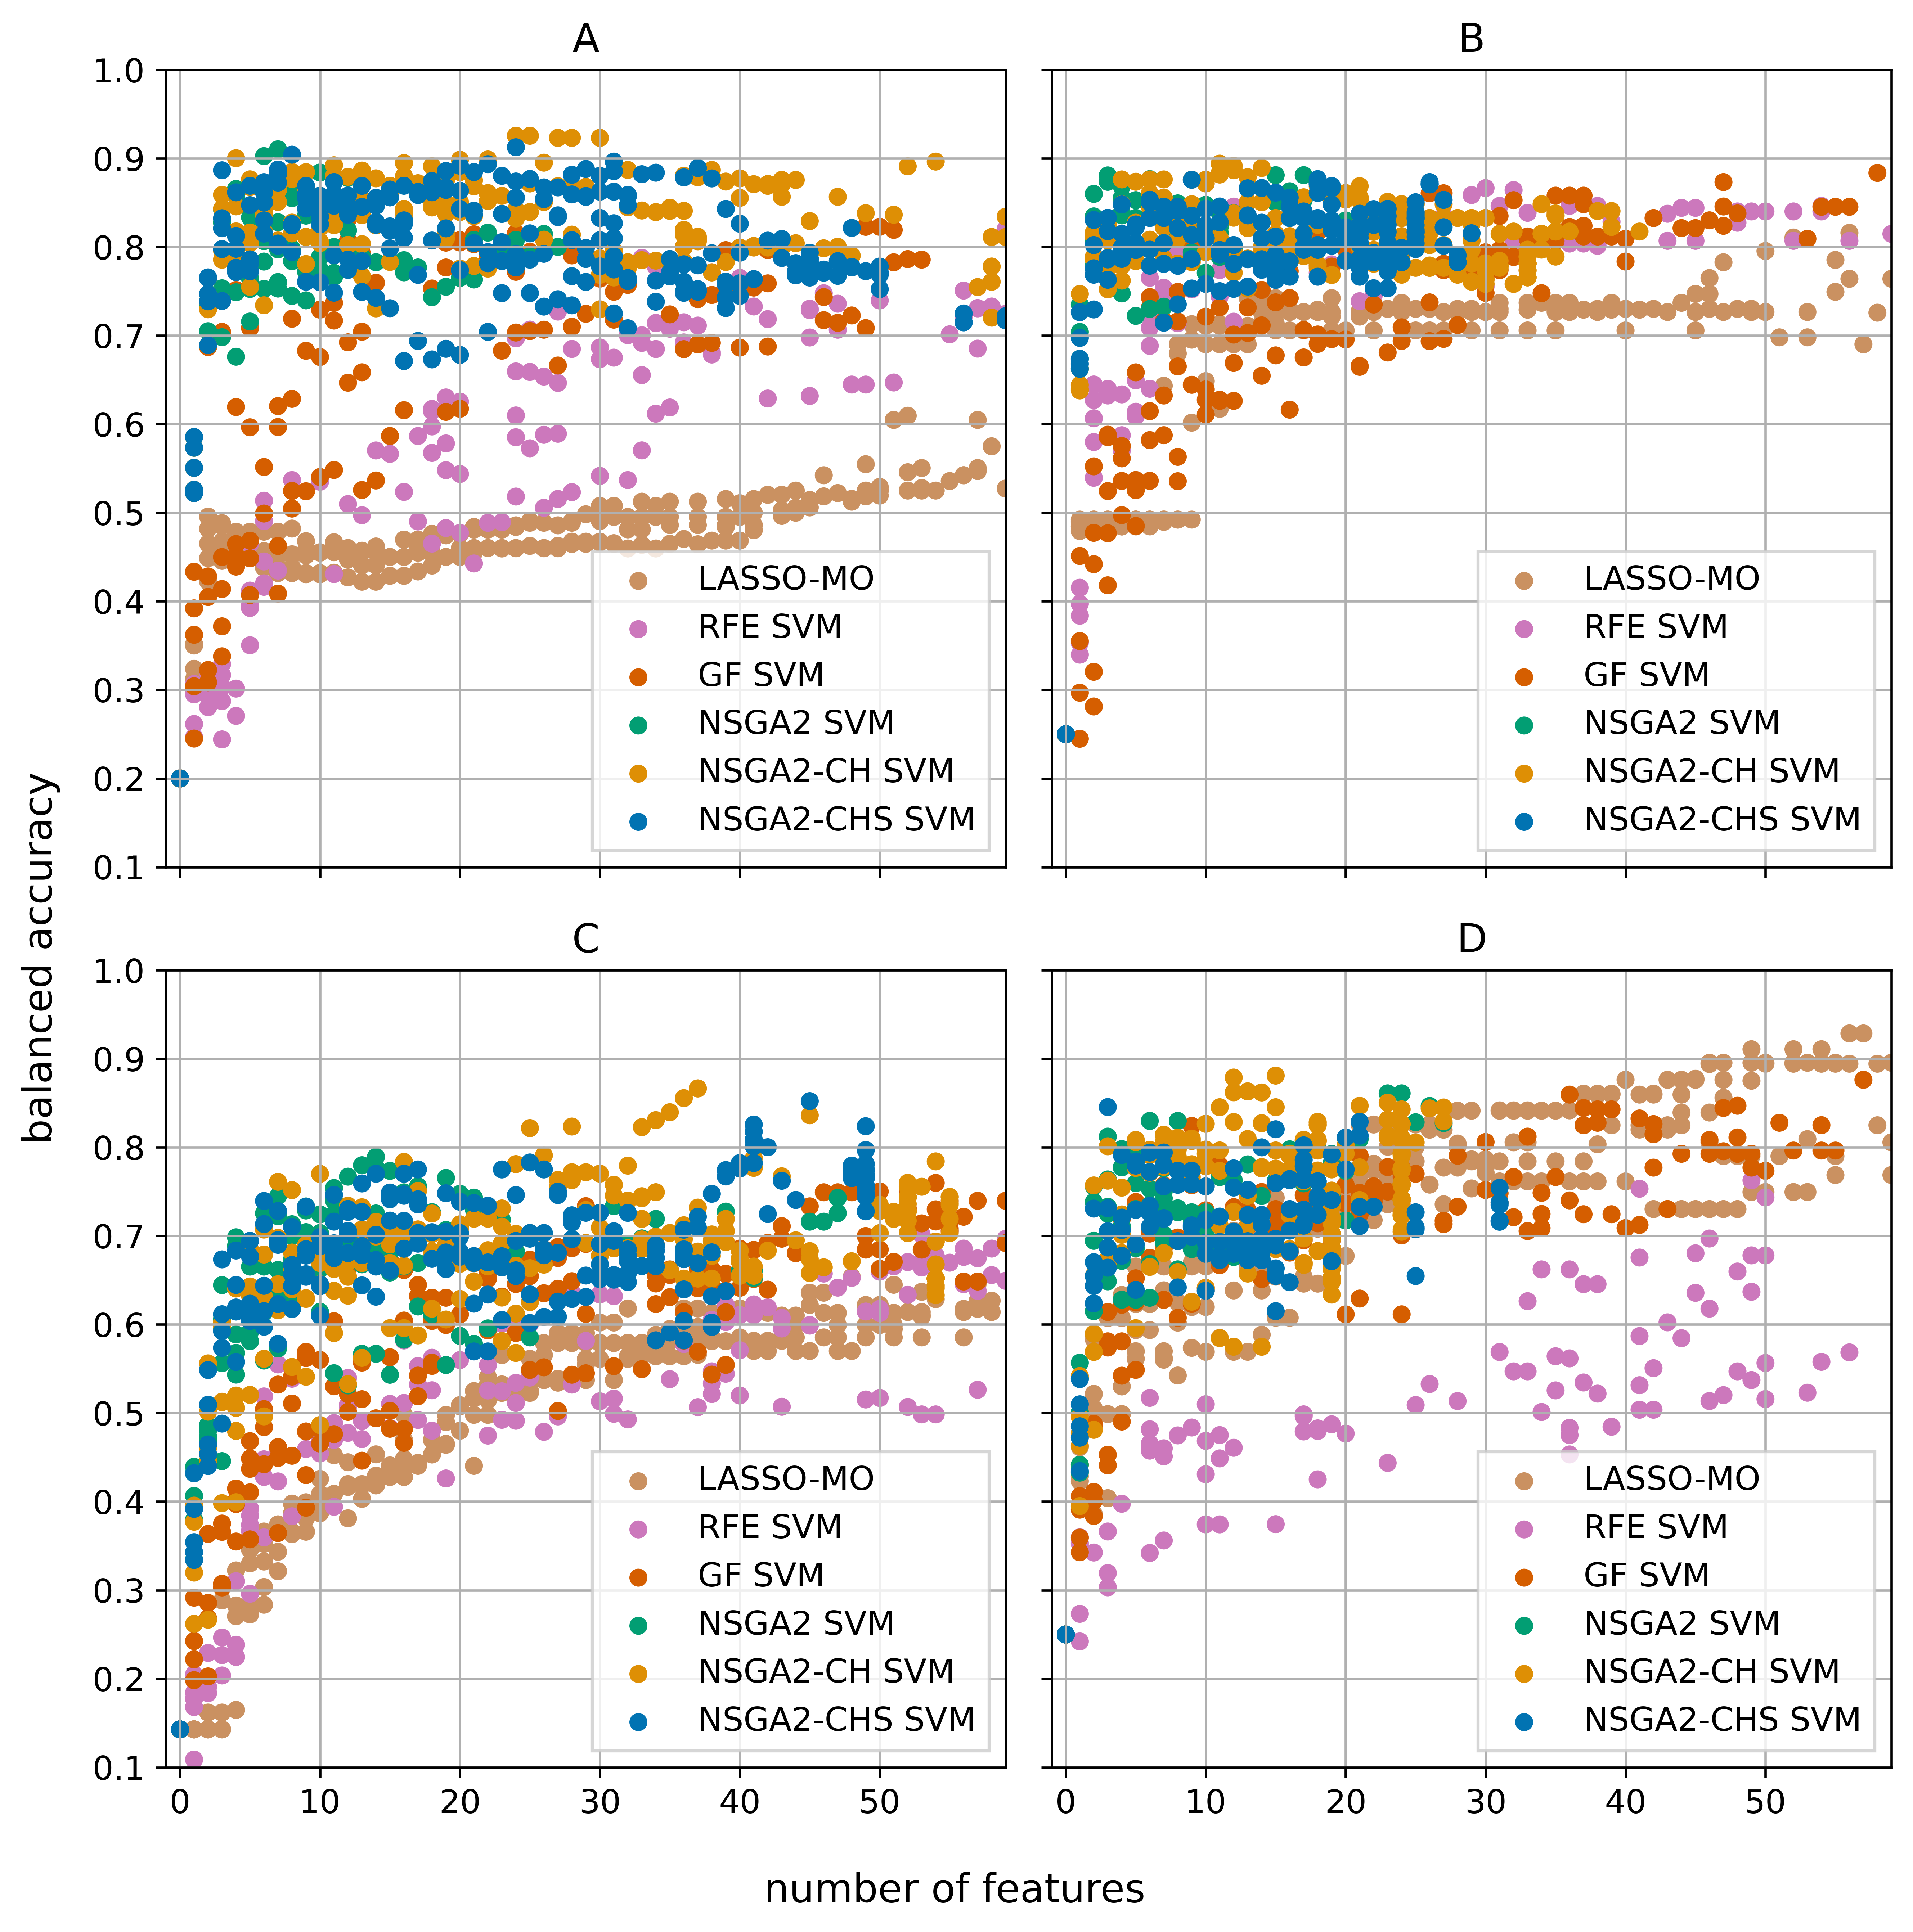 A
B
1.0
0.9
0.8
0.7
0.6
0.5
0.4
0.3
0.2
0.1
LASSO-MO
RFE SVM
GF SVM
NSGA2 SVM
NSGA2-CH SVM
NSGA2-CHS SVM
LASSO-MO
RFE SVM
GF SVM
NSGA2 SVM
NSGA2-CH SVM
NSGA2-CHS SVM
balanced accuracy
C
D
1.0
0.9
0.8
0.7
0.6
0.5
0.4
0.3
0.2
0.1
LASSO-MO
RFE SVM
GF SVM
NSGA2 SVM
NSGA2-CH SVM
NSGA2-CHS SVM
LASSO-MO
RFE SVM
GF SVM
NSGA2 SVM
NSGA2-CH SVM
NSGA2-CHS SVM
0 10 20 30 40 50
0 10 20 30 40 50
number of features